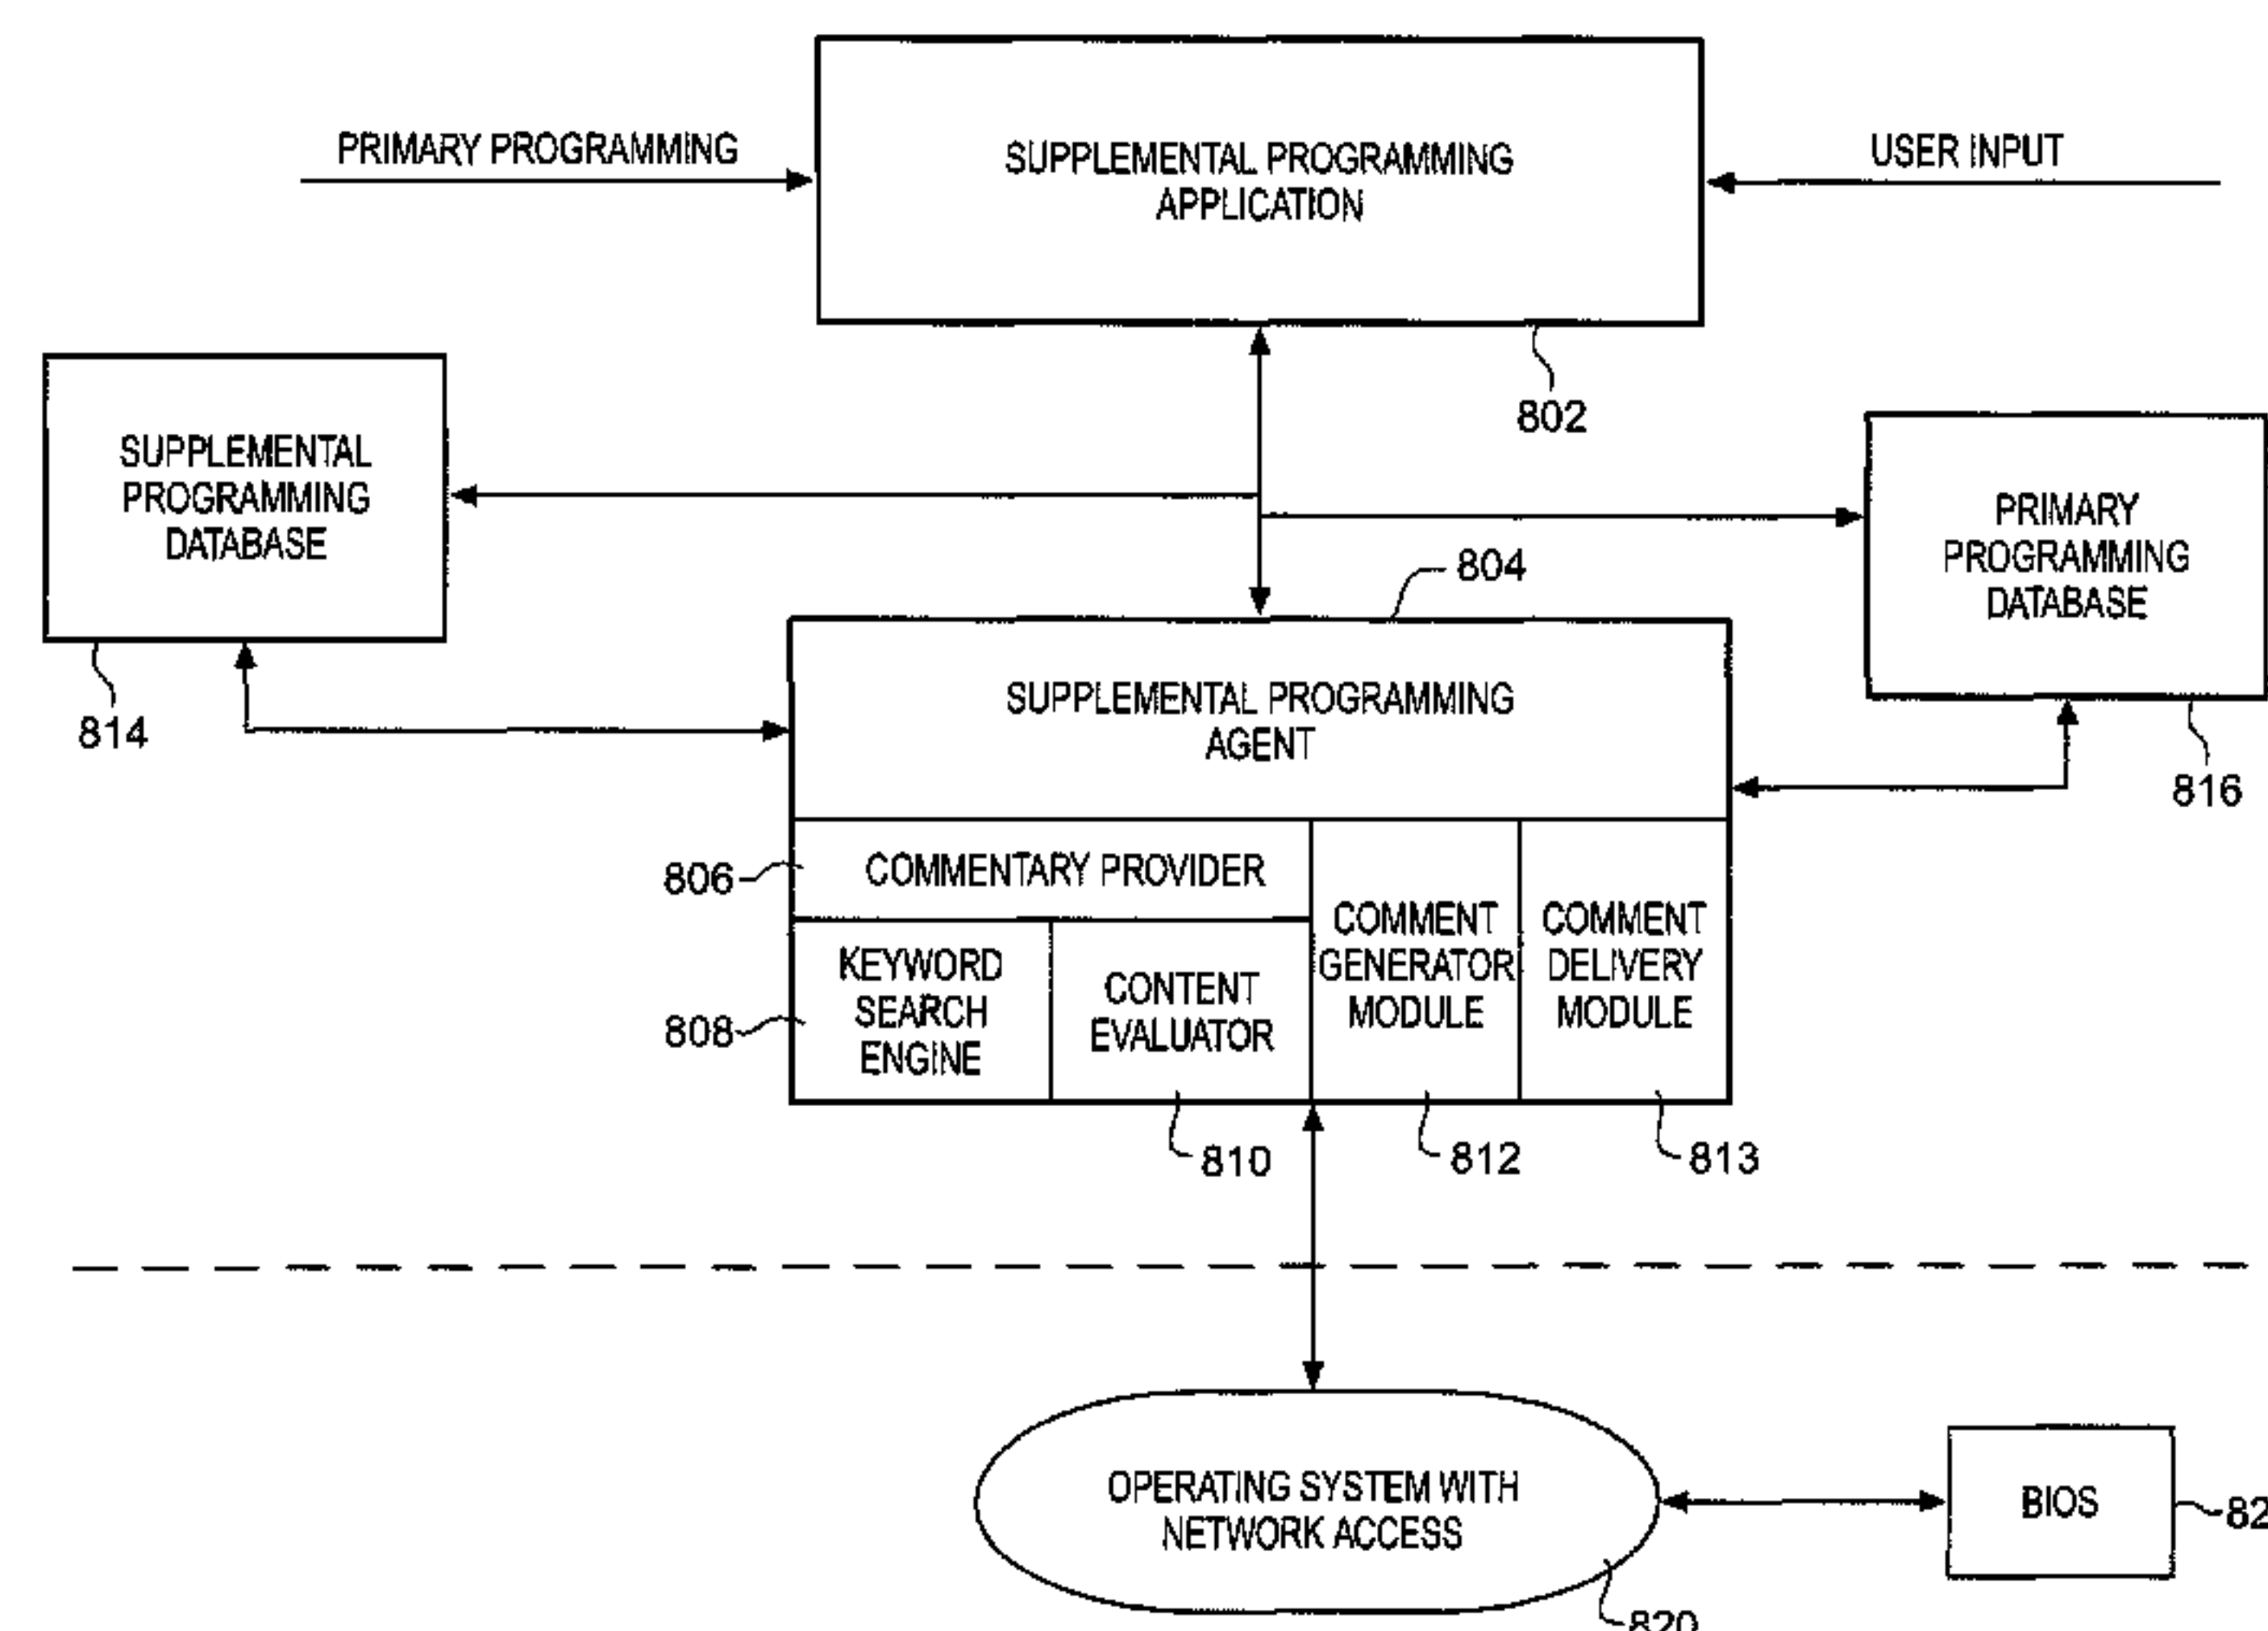 PRIMARY PROGRAMMING
SUPPLEMENTAL PROGRAMMING
APPLICATION
USER INPUT
802
SUPPLEMENTAL
PROGRAMMING
DATABASE
814
PRIMARY
PROGRAMMING
DATABASE
816
804
SUPPLEMENTAL PROGRAMMING
AGENT
806
COMMENTARY PROVIDER
808
KEYWORD
SEARCH
ENGINE
CONTENT
EVALUATOR
COMMENT
GENERATOR
MODULE
COMMENT
DELIVERY
MODULE
810
812
813
OPERATING SYSTEM WITH
NETWORK ACCESS
820
BIOS